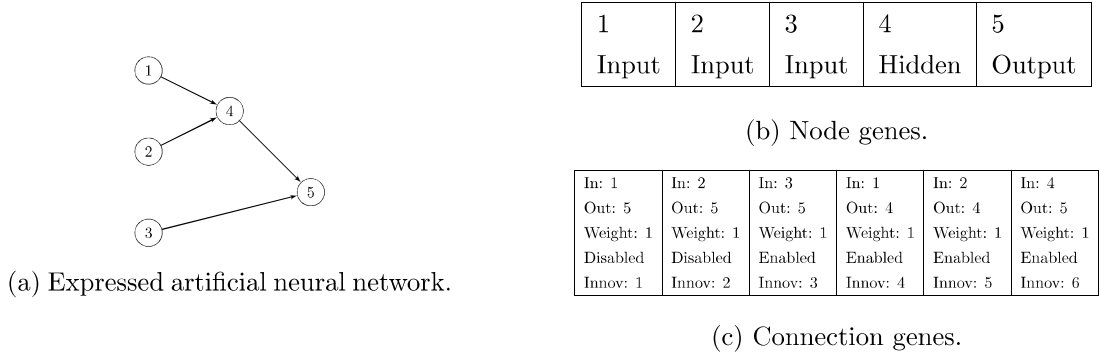 1
2
3
4
5
(a) Expressed artificial neural network.
1 2 3 4 5
Input Input Input Hidden Output
(b) Node genes.
In: 1 In: 2 In: 3 In: 1 In: 2 In: 4
Out: 5 Out: 5 Out: 5 Out: 4 Out: 4 Out: 5
Weight: 1 Weight: 1 Weight: 1 Weight: 1 Weight: 1 Weight: 1
Disabled Disabled Enabled Enabled Enabled Enabled
Innov: 1 Innov: 2 Innov: 3 Innov: 4 Innov: 5 Innov: 6
(c) Connection genes.